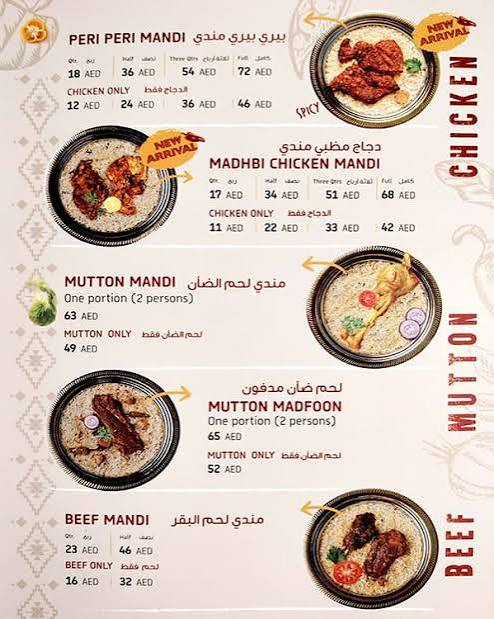 PERI PERI MANDI بيري بيري مندي
NEW ARRIVAL
Qtr. ربع Half نصف Three Qtrs ثلاثة أرباع Full كامل
18 AED 36 AED 54 AED 72 AED
CHICKEN ONLY الدجاج فقط
12 AED 24 AED 36 AED 46 AED
SPICY
CHICKEN
NEW ARRIVAL
دجاج مظبي مندي
MADHBI CHICKEN MANDI
Qtr. ربع Half نصف Three Qtrs ثلاثة أرباع Full كامل
17 AED 34 AED 51 AED 68 AED
CHICKEN ONLY الدجاج فقط
11 AED 22 AED 33 AED 42 AED
MUTTON MANDI مندي لحم الضأن
One portion (2 persons)
63 AED
MUTTON ONLY لحم الضأن فقط
49 AED
MUTTON
لحم ضأن مدفون
MUTTON MADFOON
One portion (2 persons)
65 AED
MUTTON ONLY لحم الضأن فقط
52 AED
BEEF MANDI مندي لحم البقر
Qtr. ربع Half نصف
23 AED 46 AED
BEEF ONLY لحم فقط
16 AED 32 AED
BEEF